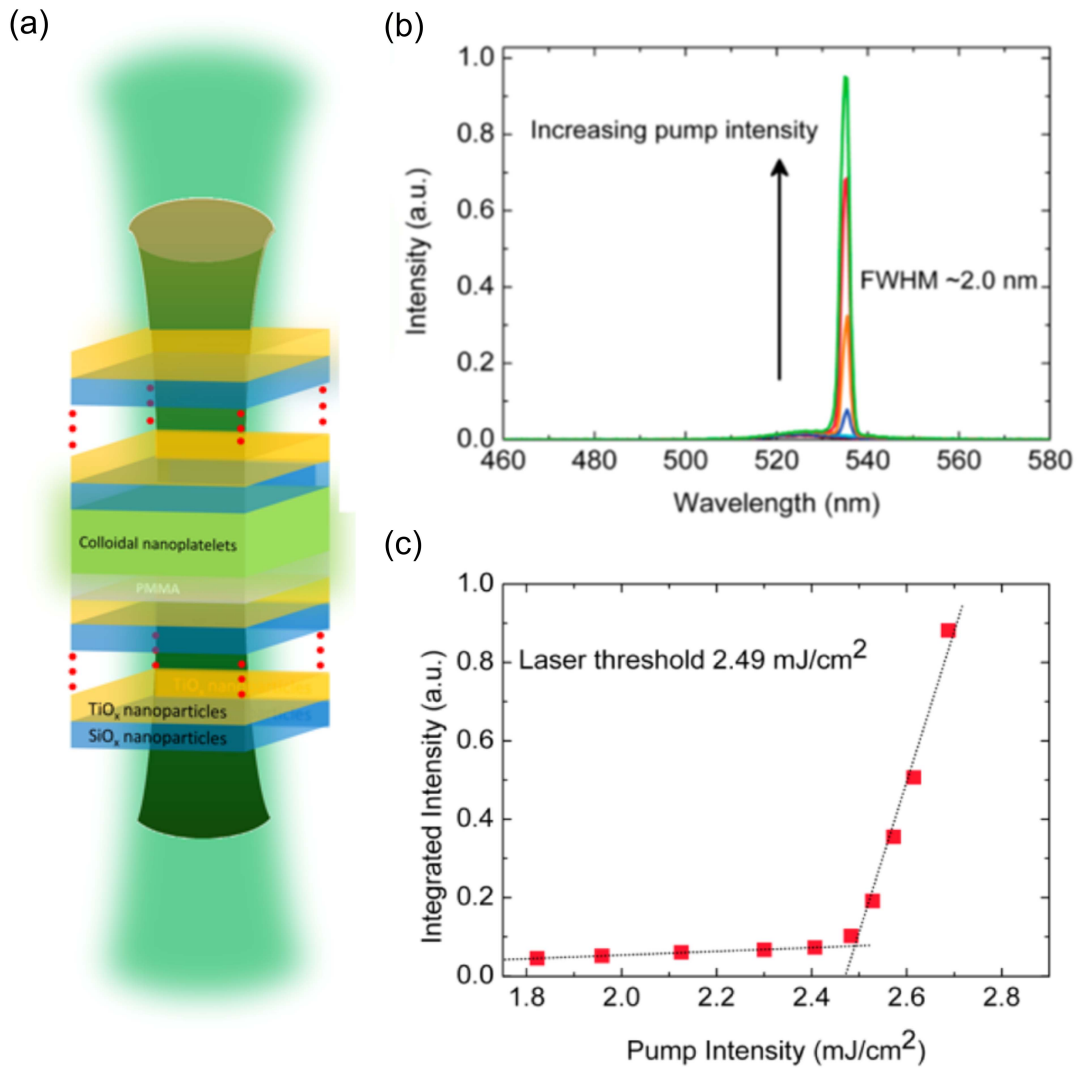 (a)
Colloidal nanoplatelets
PMMA
TiOₓ nanoparticles
TiOₓ nanoparticles
SiOₓ nanoparticles
(b)
1.0
0.8
0.6
0.4
0.2
0.0
Intensity (a.u.)
Increasing pump intensity
FWHM ~2.0 nm
460 480 500 520 540 560 580
Wavelength (nm)
(c)
1.0
0.8
0.6
0.4
0.2
0.0
Integrated Intensity (a.u.)
Laser threshold 2.49 mJ/cm²
1.8 2.0 2.2 2.4 2.6 2.8
Pump Intensity (mJ/cm²)